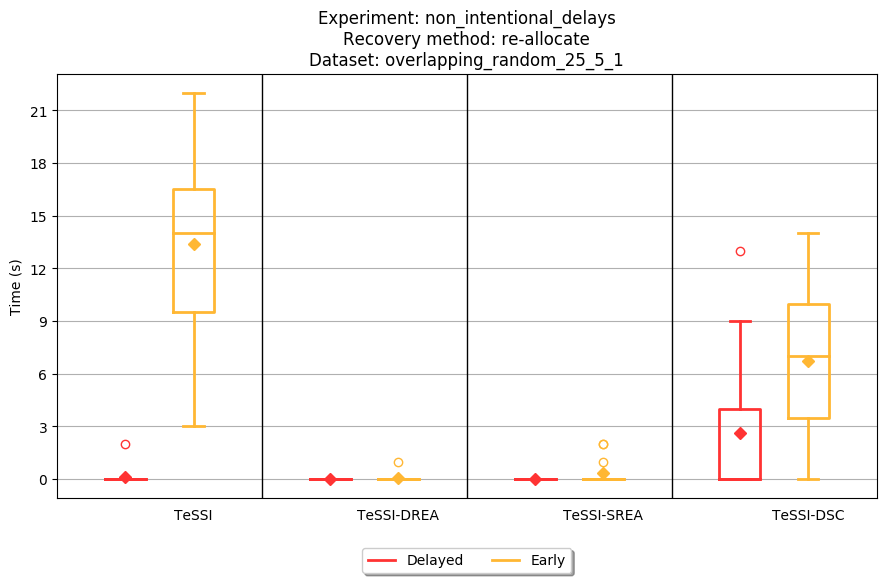 Experiment: non_intentional_delays
Recovery method: re-allocate
Dataset: overlapping_random_25_5_1
Time (s)
21
18
15
12
9
6
3
0
TeSSI
TeSSI-DREA
TeSSI-SREA
TeSSI-DSC
Delayed
Early